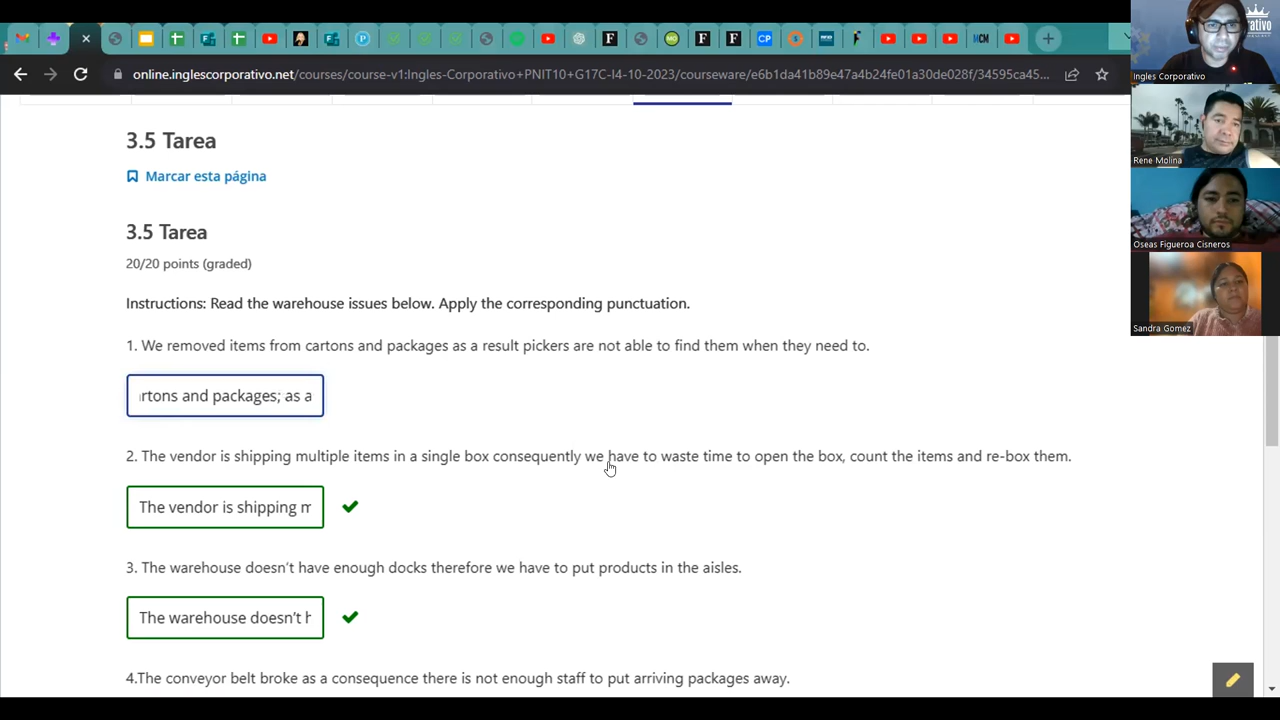 online.inglescorporativo.net/courses/course-v1:Ingles-Corporativo+PNIT10+G17C-I4-10-2023/courseware/e6b1da41b89e47a4b24fe01a30de028f/34595ca45...
Ingles Corporativo
Rene Molina
Oseas Figueroa Cisneros
Sandra Gomez
3.5 Tarea
Marcar esta página
3.5 Tarea
20/20 points (graded)
Instructions: Read the warehouse issues below. Apply the corresponding punctuation.
1. We removed items from cartons and packages as a result pickers are not able to find them when they need to.
rtons and packages; as a
2. The vendor is shipping multiple items in a single box consequently we have to waste time to open the box, count the items and re-box them.
The vendor is shipping m
3. The warehouse doesn't have enough docks therefore we have to put products in the aisles.
The warehouse doesn't h
4.The conveyor belt broke as a consequence there is not enough staff to put arriving packages away.